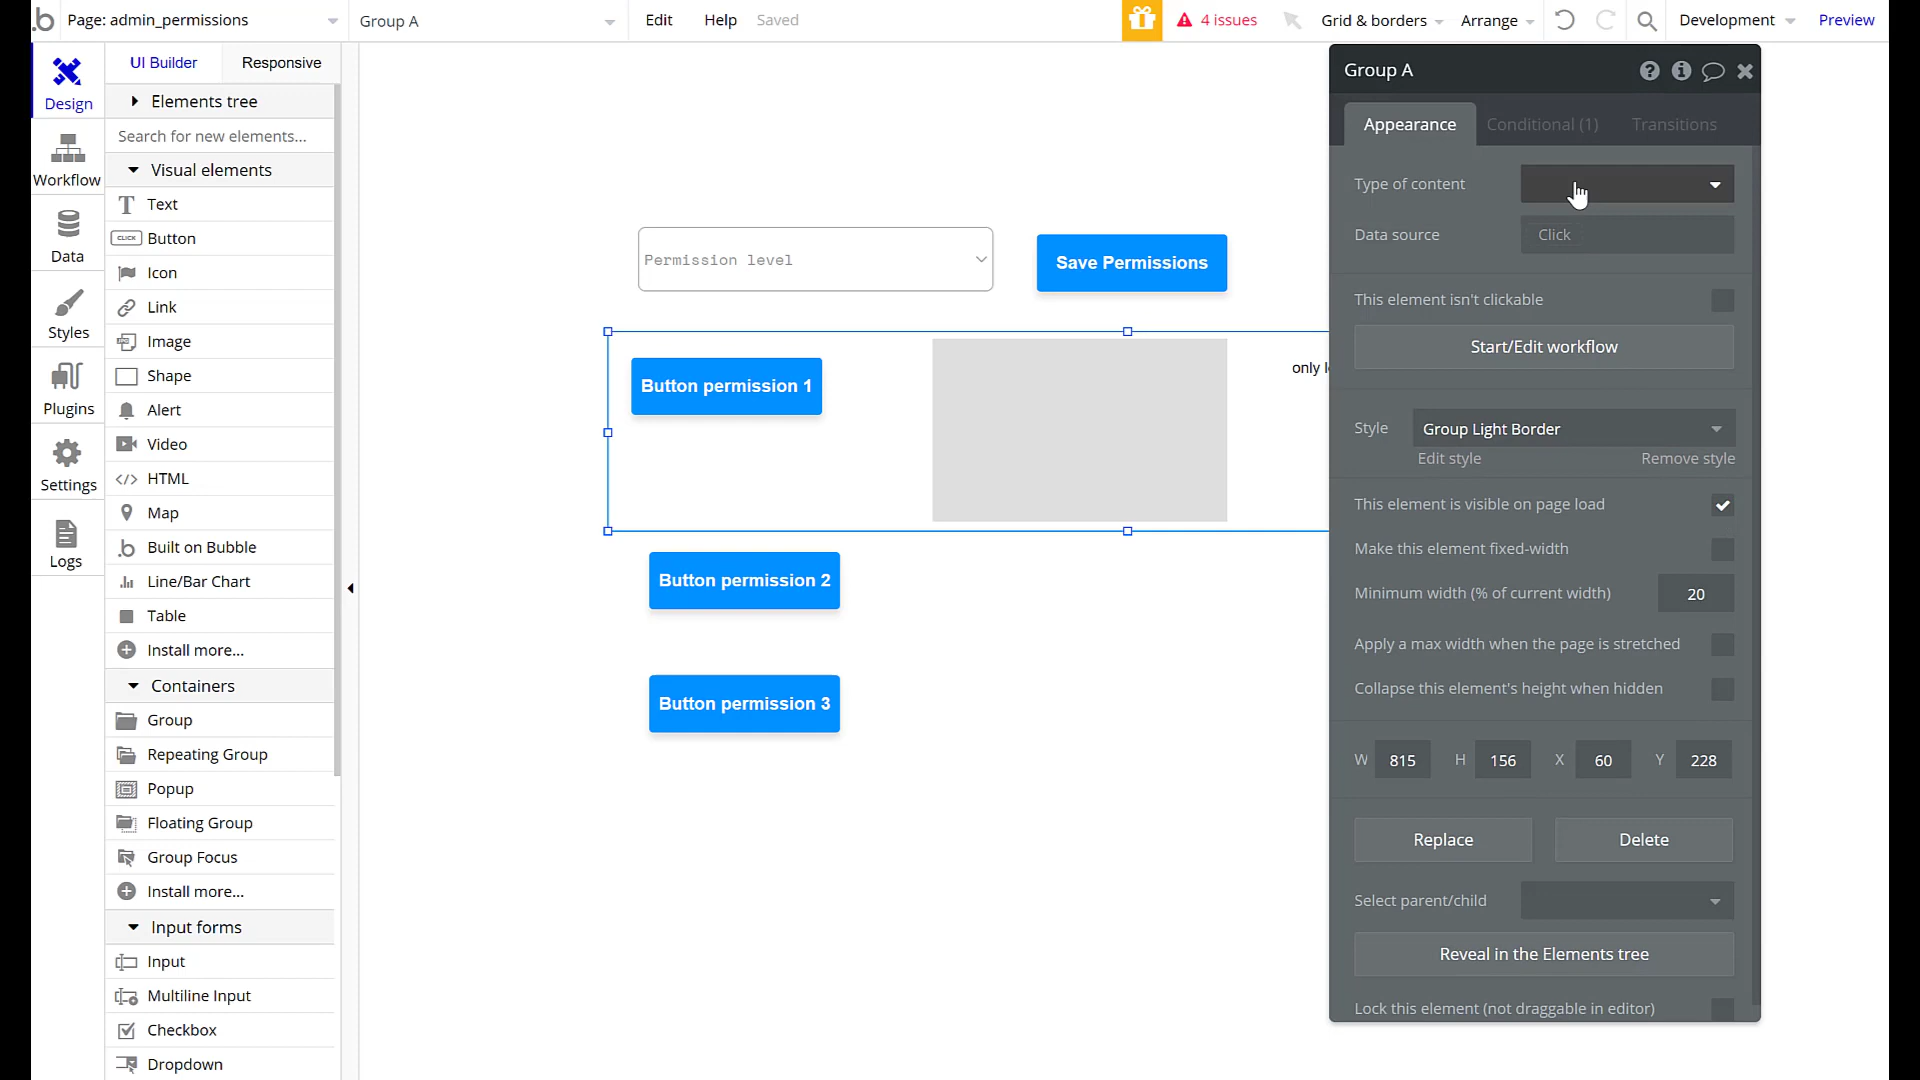 Page: admin_permissions
Group A
Edit
Help
Saved
4 issues
Grid & borders
Arrange
Development
Preview
Design
Workflow
Data
Styles
Plugins
Settings
Logs
UI Builder
Responsive
Elements tree
Search for new elements...
Visual elements
Text
CLICK
Button
Icon
Link
Image
Shape
Alert
Video
HTML
Map
Built on Bubble
Line/Bar Chart
Table
Install more...
Containers
Group
Repeating Group
Popup
Floating Group
Group Focus
Install more...
Input forms
Input
Multiline Input
Checkbox
Dropdown
Permission level
Save Permissions
Button permission 1
only
Button permission 2
Button permission 3
Group A
Appearance
Conditional (1)
Transitions
Type of content
Data source
Click
This element isn't clickable
Start/Edit workflow
Style
Group Light Border
Edit style
Remove style
This element is visible on page load
Make this element fixed-width
Minimum width (% of current width)
20
Apply a max width when the page is stretched
Collapse this element's height when hidden
W 815 H 156 X 60 Y 228
Replace
Delete
Select parent/child
Reveal in the Elements tree
Lock this element (not draggable in editor)